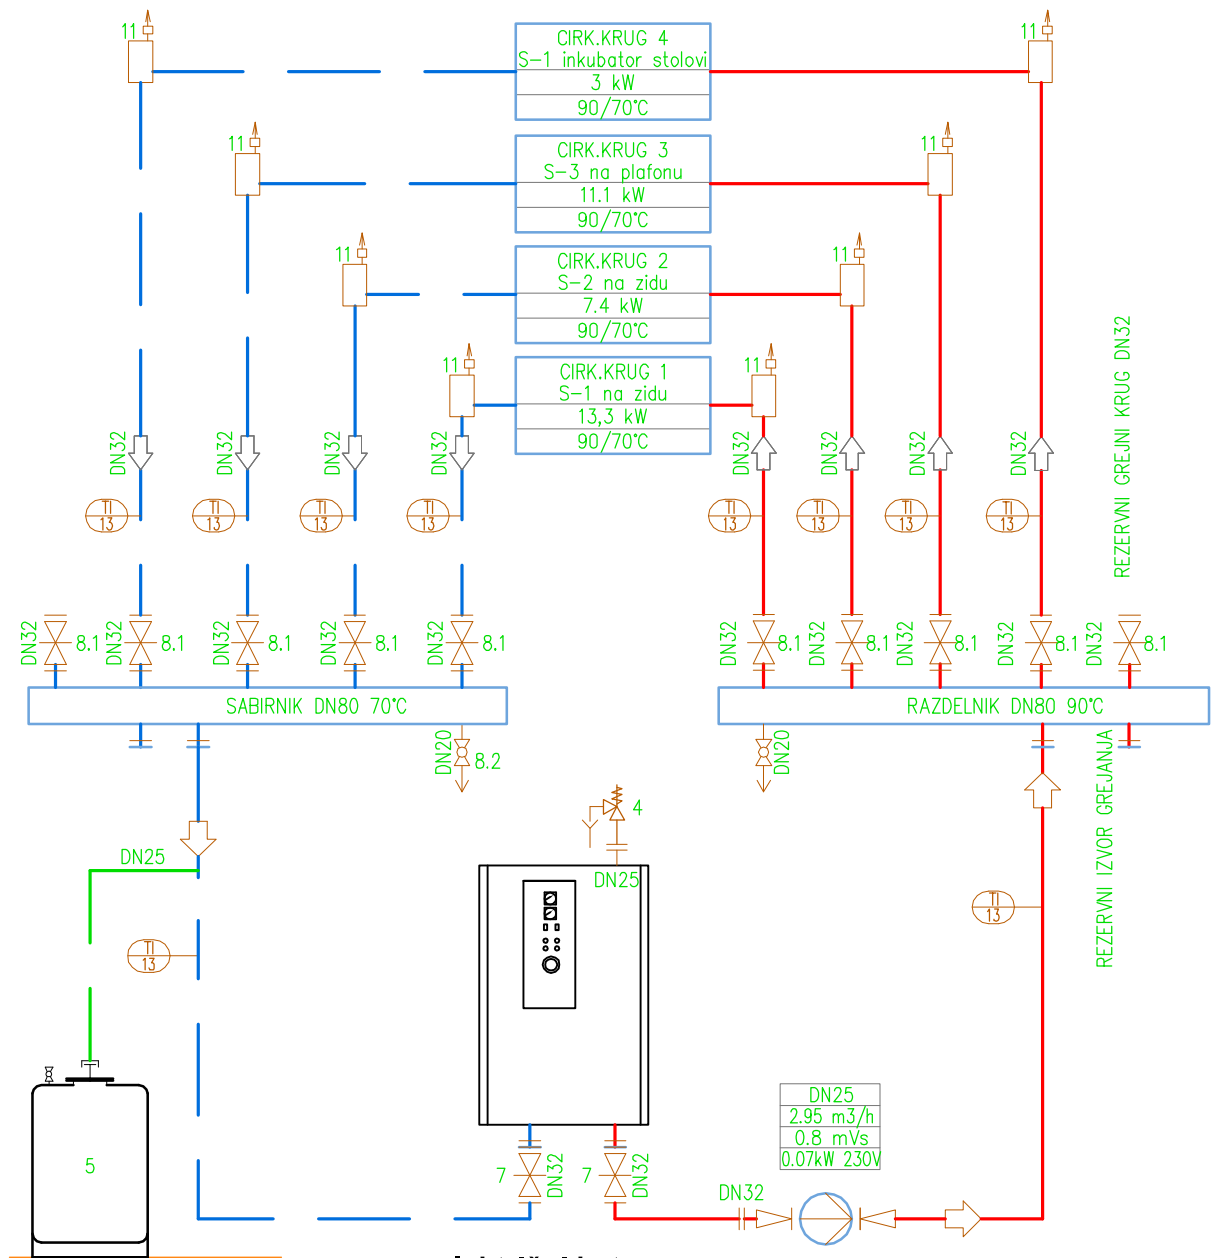 11
CIRK.KRUG 4
S-1 inkubator stolovi
3 kW
90/70°C
11
11
CIRK.KRUG 3
S-3 na plafonu
11.1 kW
90/70°C
11
11
CIRK.KRUG 2
S-2 na zidu
7.4 kW
90/70°C
11
11
CIRK.KRUG 1
S-1 na zidu
13,3 kW
90/70°C
11
REZERVNI GREJNI KRUG DN32
DN32
DN32
DN32
DN32
DN32
DN32
DN32
DN32
TI
13
TI
13
TI
13
TI
13
TI
13
TI
13
TI
13
TI
13
DN32
8.1
DN32
8.1
DN32
8.1
DN32
8.1
DN32
8.1
DN32
8.1
DN32
8.1
DN32
8.1
DN32
8.1
DN32
8.1
SABIRNIK DN80 70°C
RAZDELNIK DN80 90°C
DN20
8.2
DN20
REZERVNI IZVOR GREJANJA
4
DN25
DN25
TI
13
TI
13
5
7
DN32
7
DN32
DN25
2.95 m3/h
0.8 mVs
0.07kW 230V
DN32